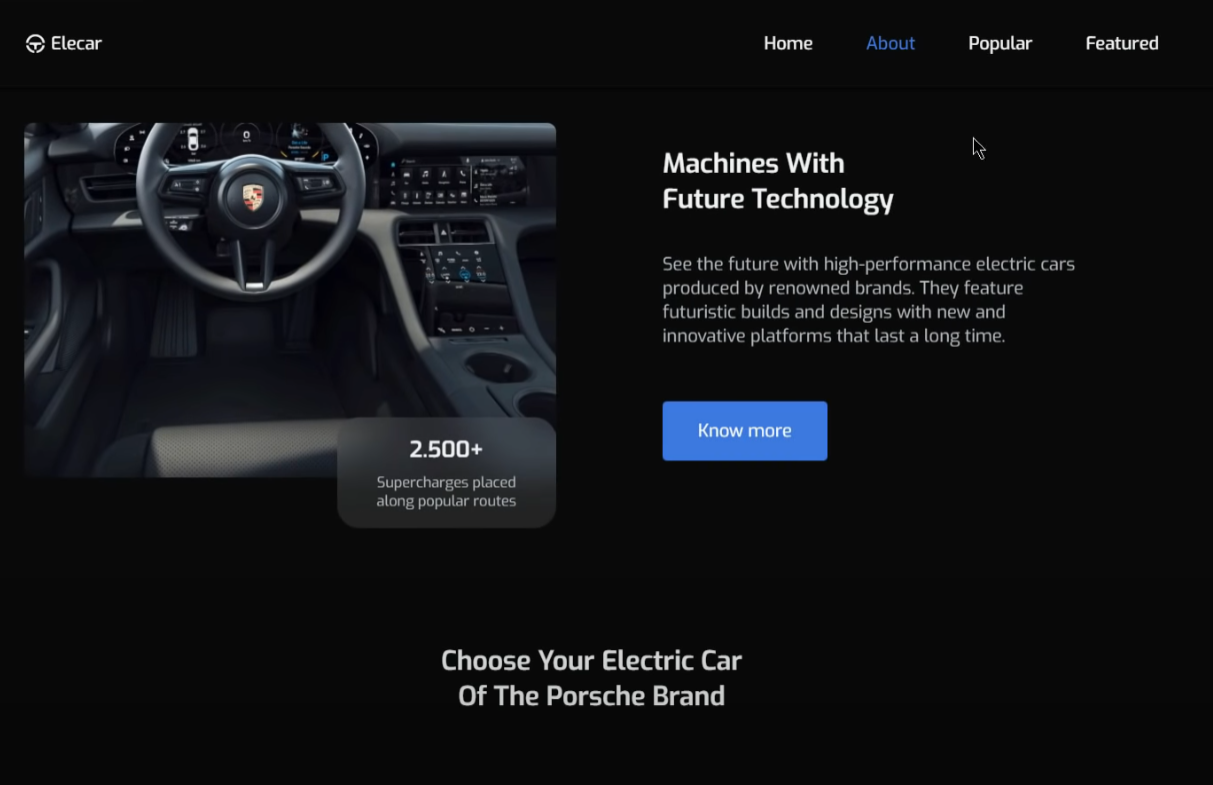 Elecar
Home
About
Popular
Featured
Machines With
Future Technology
See the future with high-performance electric cars
produced by renowned brands. They feature
futuristic builds and designs with new and
innovative platforms that last a long time.
Know more
2.500+
Supercharges placed
along popular routes
Choose Your Electric Car
Of The Porsche Brand